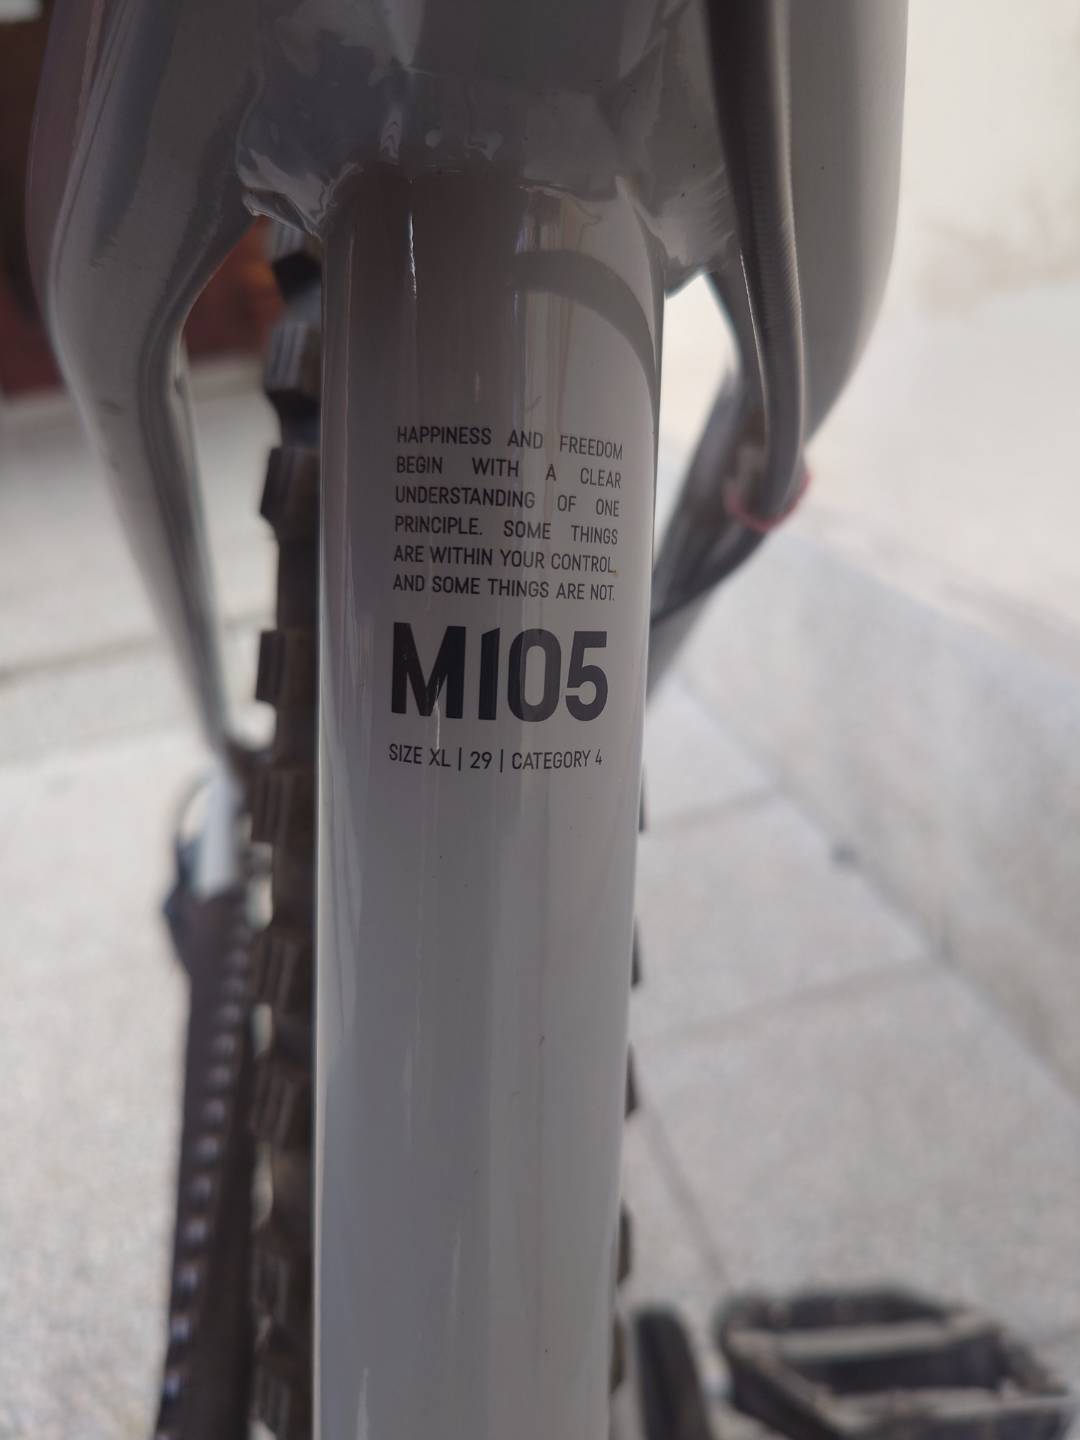 HAPPINESS AND FREEDOM
BEGIN WITH A CLEAR
UNDERSTANDING OF ONE
PRINCIPLE. SOME THINGS
ARE WITHIN YOUR CONTROL,
AND SOME THINGS ARE NOT.
M105
SIZE XL | 29 | CATEGORY 4